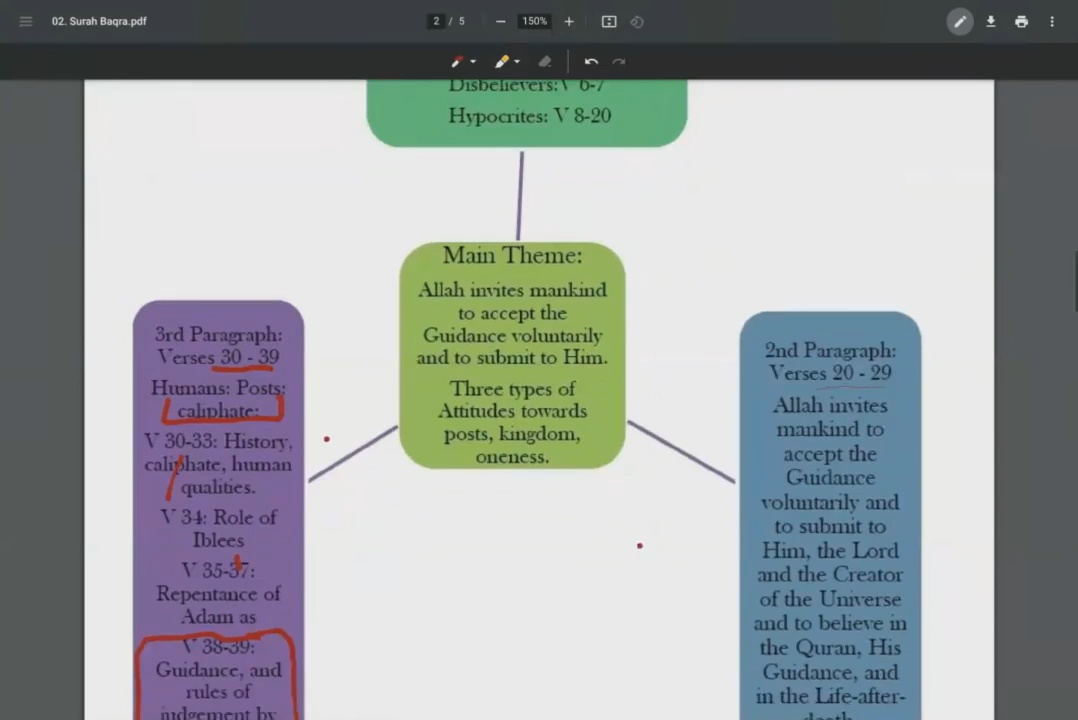 02. Surah Baqra.pdf
2 / 5
150%
Disbelievers:V 6-7
Hypocrites: V 8-20
Main Theme:
Allah invites mankind
to accept the
Guidance voluntarily
and to submit to Him.
Three types of
Attitudes towards
posts, kingdom,
oneness.
3rd Paragraph:
Verses 30 - 39
Humans: Posts:
caliphate:
V 30-33: History,
caliphate, human
qualities.
V 34: Role of
Iblees
V 35-37:
Repentance of
Adam as
V 38-39:
Guidance, and
rules of
judgement by
2nd Paragraph:
Verses 20 - 29
Allah invites
mankind to
accept the
Guidance
voluntarily and
to submit to
Him, the Lord
and the Creator
of the Universe
and to believe in
the Quran, His
Guidance, and
in the Life-after-
death